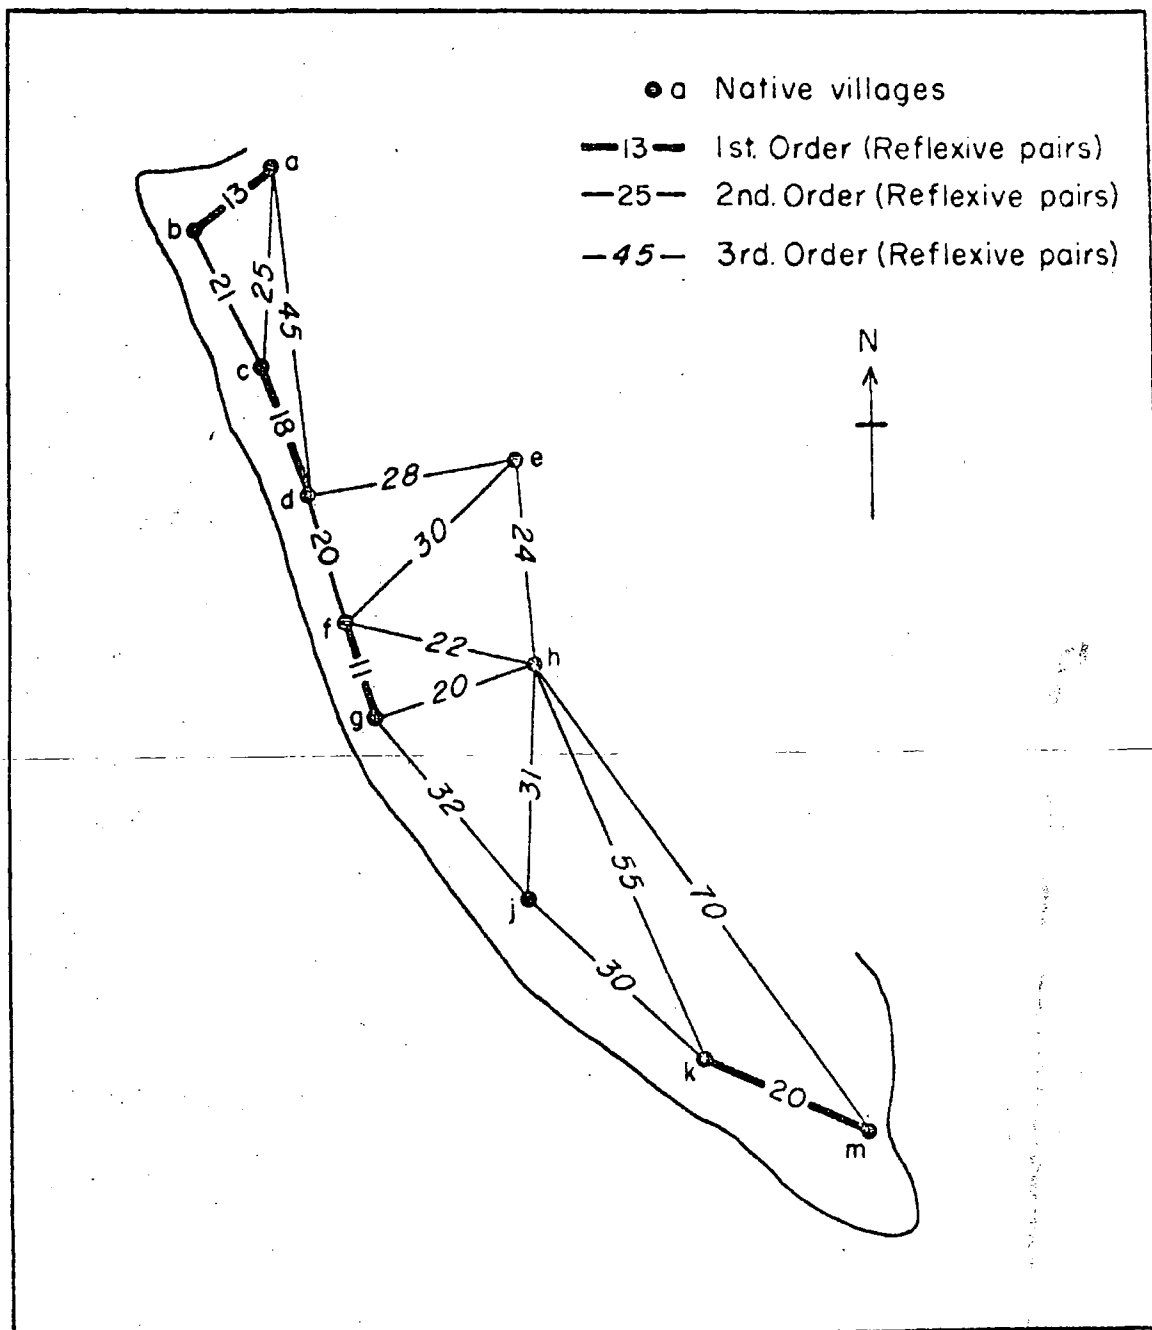 a Native villages
13 1st. Order (Reflexive pairs)
25 2nd. Order (Reflexive pairs)
45 3rd. Order (Reflexive pairs)
N
a
13
b
21
52
45
c
18
d
28
e
20
30
24
f
22
h
11
20
g
32
31
55
70
j
30
k
20
m